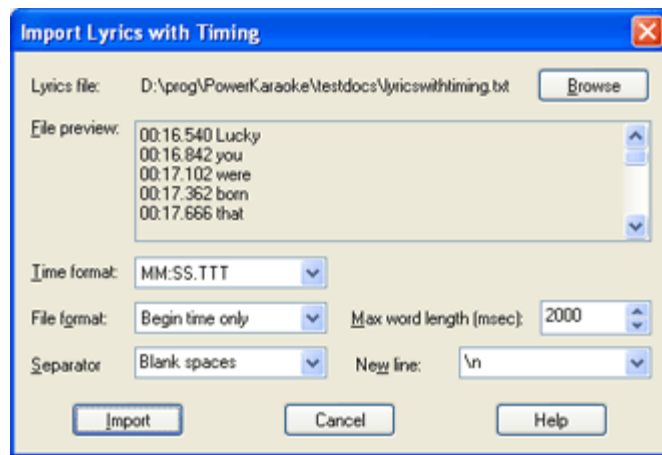 Import Lyrics with Timing
Lyrics file: D:\prog\PowerKaraoke\testdocs\lyricswithtiming.txt Browse
File preview:
00:16.540 Lucky
00:16.842 you
00:17.102 were
00:17.362 born
00:17.666 that
Time format: MM:SS.TTT
File format: Begin time only Max word length (msec): 2000
Separator Blank spaces New line: \n
Import Cancel Help